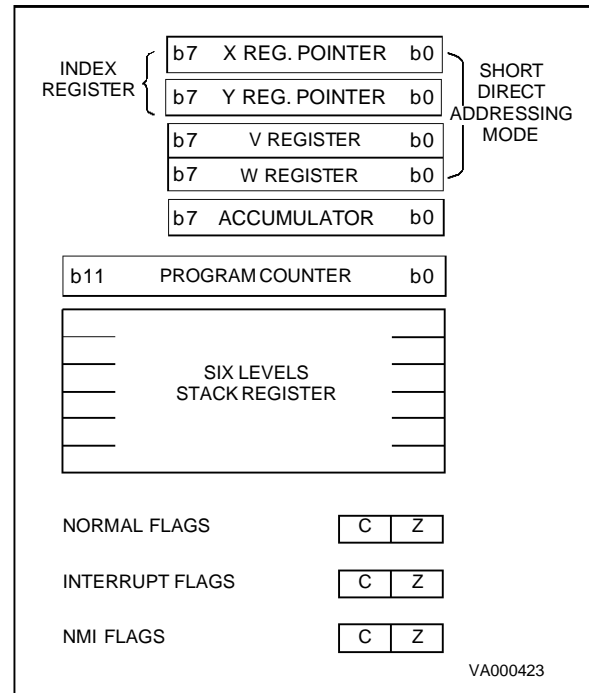 INDEX
REGISTER
b7 X REG. POINTER b0
b7 Y REG. POINTER b0
SHORT
DIRECT
ADDRESSING
MODE
b7 V REGISTER b0
b7 W REGISTER b0
b7 ACCUMULATOR b0
b11 PROGRAM COUNTER b0
SIX LEVELS
STACK REGISTER
NORMAL FLAGS C Z
INTERRUPT FLAGS C Z
NMI FLAGS C Z
VA000423